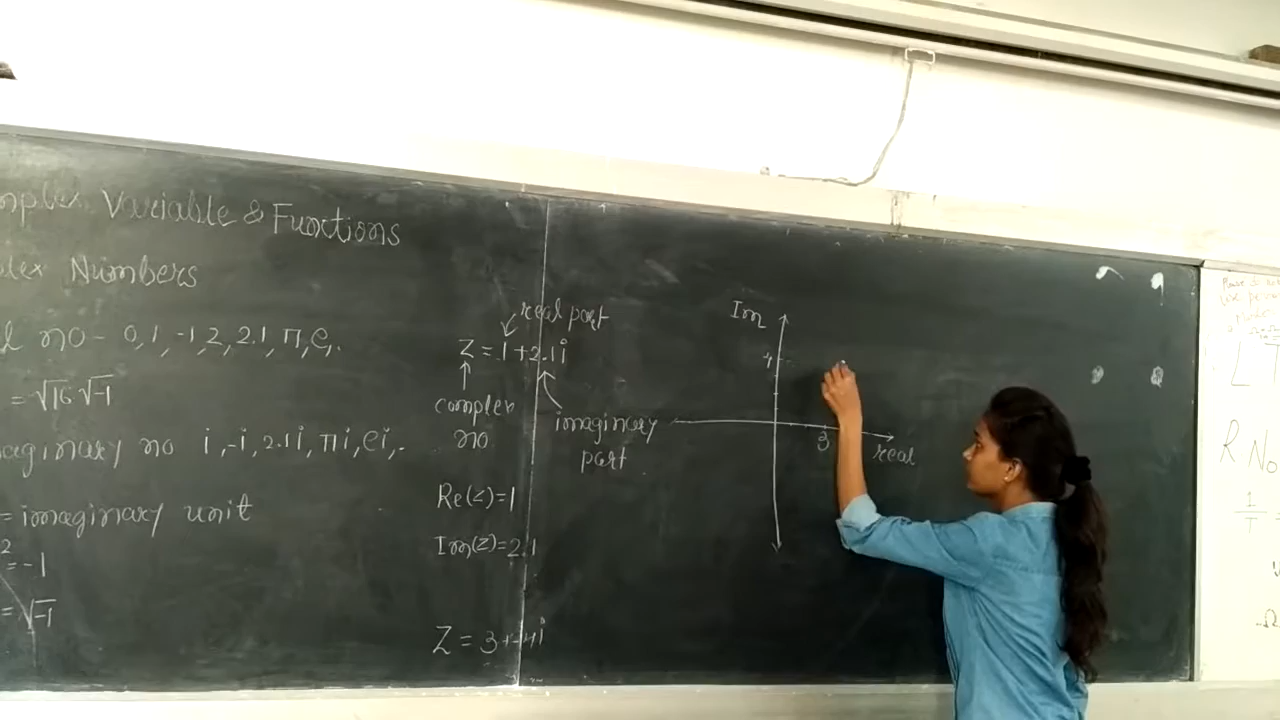 mplex Variable & Functions
lex Numbers
l no - 0,1,-1,2,2.1,π,e,.
= √16 √-1
aginary no i,-i,2.1i,πi,ei,.
= imaginary unit
2
= -1
= √-1
real part
Z = 1 + 2.1i
complex
no
imaginary
part
Re(z)=1
Im(z)=2.1
Z = 3+4i
Im
4
3
real
L T
R No
1
T